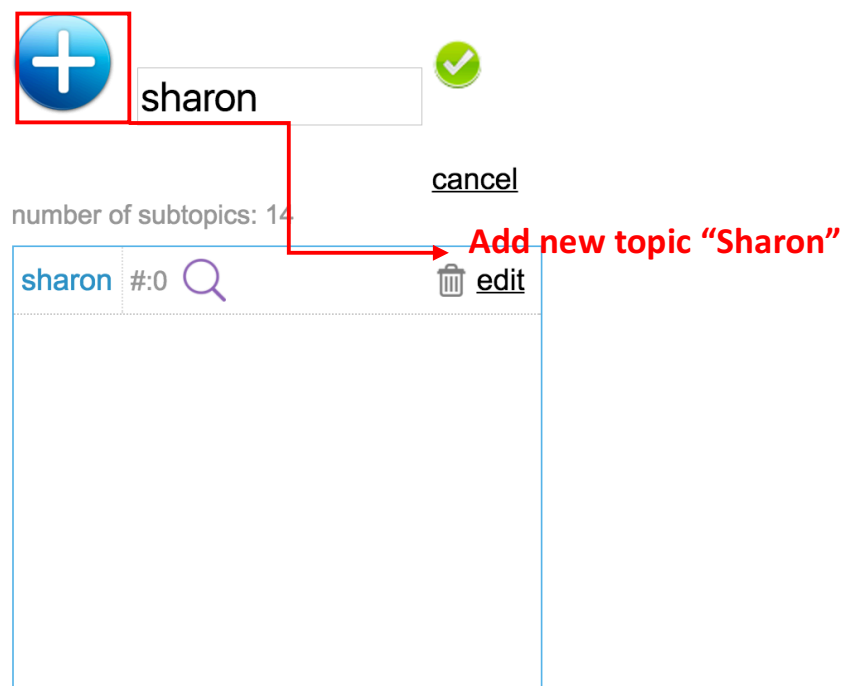 sharon
cancel
number of subtopics: 14
Add new topic “Sharon”
sharon #:0 edit